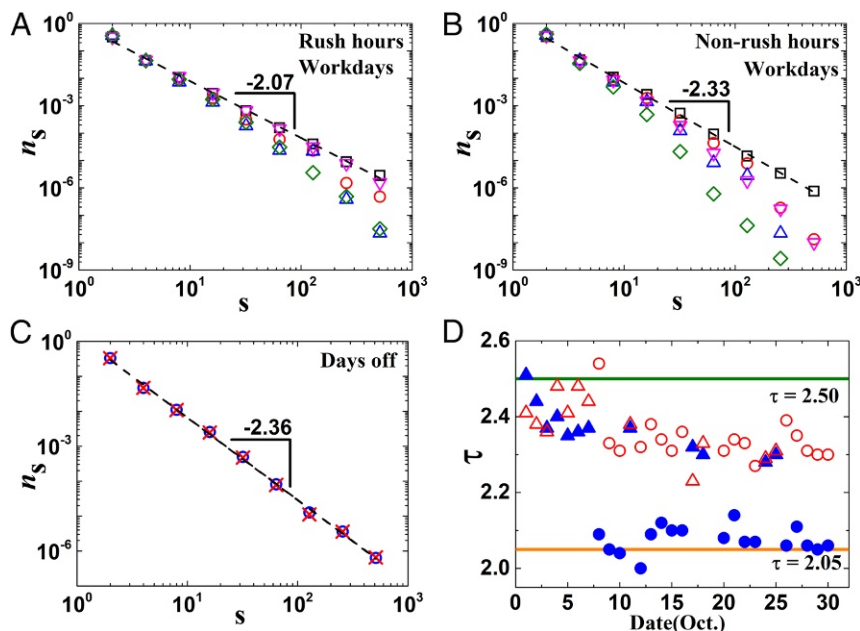 A
Rush hours
Workdays
-2.07
10^0
10^-3
10^-6
10^-9
n_s
10^0
10^1
10^2
10^3
s
B
Non-rush hours
Workdays
-2.33
10^0
10^-3
10^-6
10^-9
n_s
10^0
10^1
10^2
10^3
s
C
Days off
-2.36
10^0
10^-3
10^-6
n_s
10^0
10^1
10^2
10^3
s
D
2.6
2.4
2.2
2.0
τ
τ = 2.50
τ = 2.05
0
5
10
15
20
25
30
Date(Oct.)